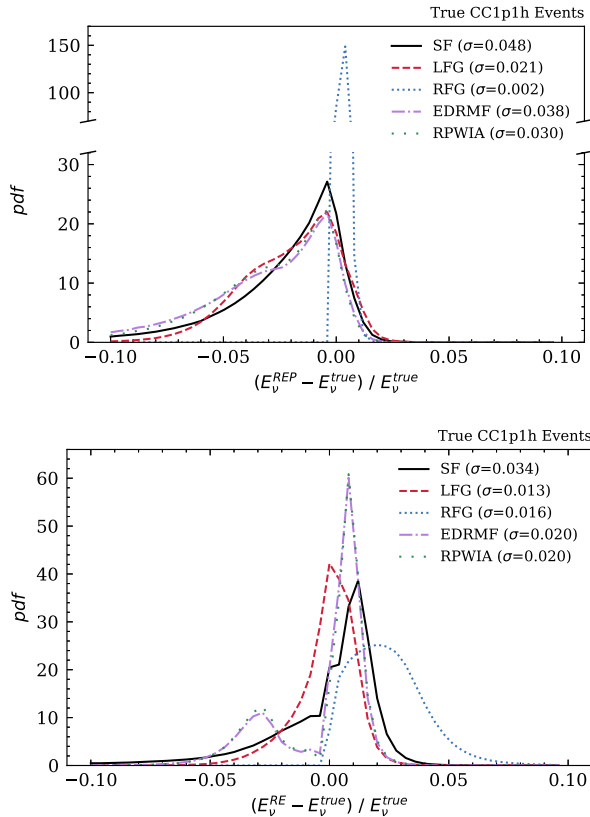 True CC1p1h Events
150
100
30
20
10
0
pdf
SF (σ=0.048)
LFG (σ=0.021)
RFG (σ=0.002)
EDRMF (σ=0.038)
RPWIA (σ=0.030)
−0.10 −0.05 0.00 0.05 0.10
(E_ν^{REP} − E_ν^{true}) / E_ν^{true}
True CC1p1h Events
60
50
40
30
20
10
0
pdf
SF (σ=0.034)
LFG (σ=0.013)
RFG (σ=0.016)
EDRMF (σ=0.020)
RPWIA (σ=0.020)
−0.10 −0.05 0.00 0.05 0.10
(E_ν^{RE} − E_ν^{true}) / E_ν^{true}